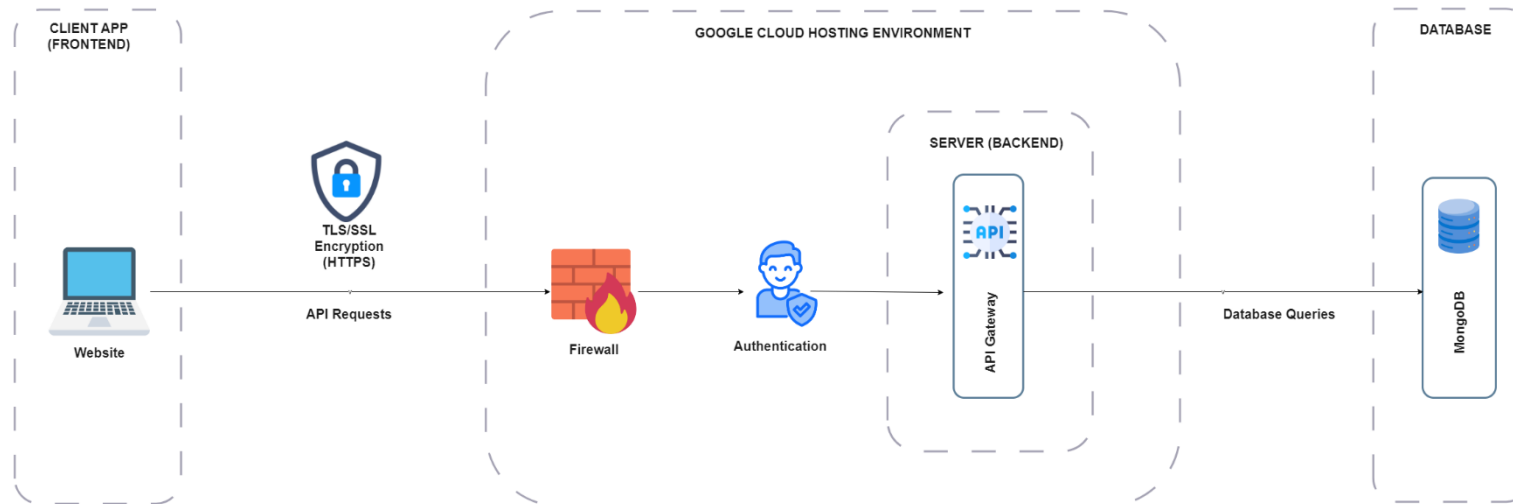 CLIENT APP
(FRONTEND)
GOOGLE CLOUD HOSTING ENVIRONMENT
DATABASE
SERVER (BACKEND)
TLS/SSL
Encryption
(HTTPS)
API
API Requests
Website
Firewall
Authentication
API Gateway
Database Queries
MongoDB